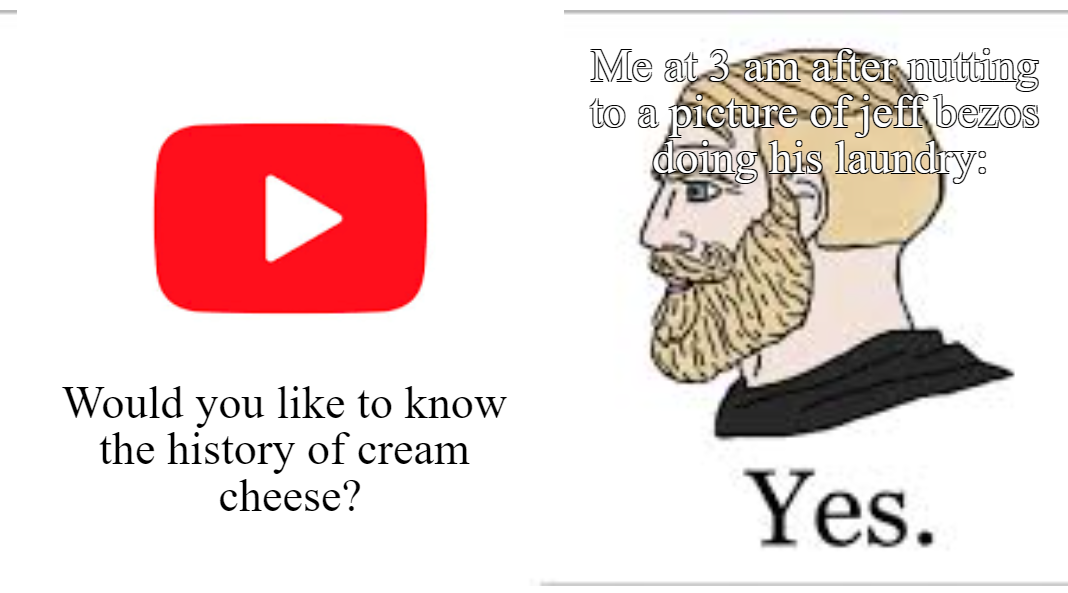 Would you like to know
the history of cream
cheese?
Me at 3 am after nutting
to a picture of jeff bezos
doing his laundry:
Yes.